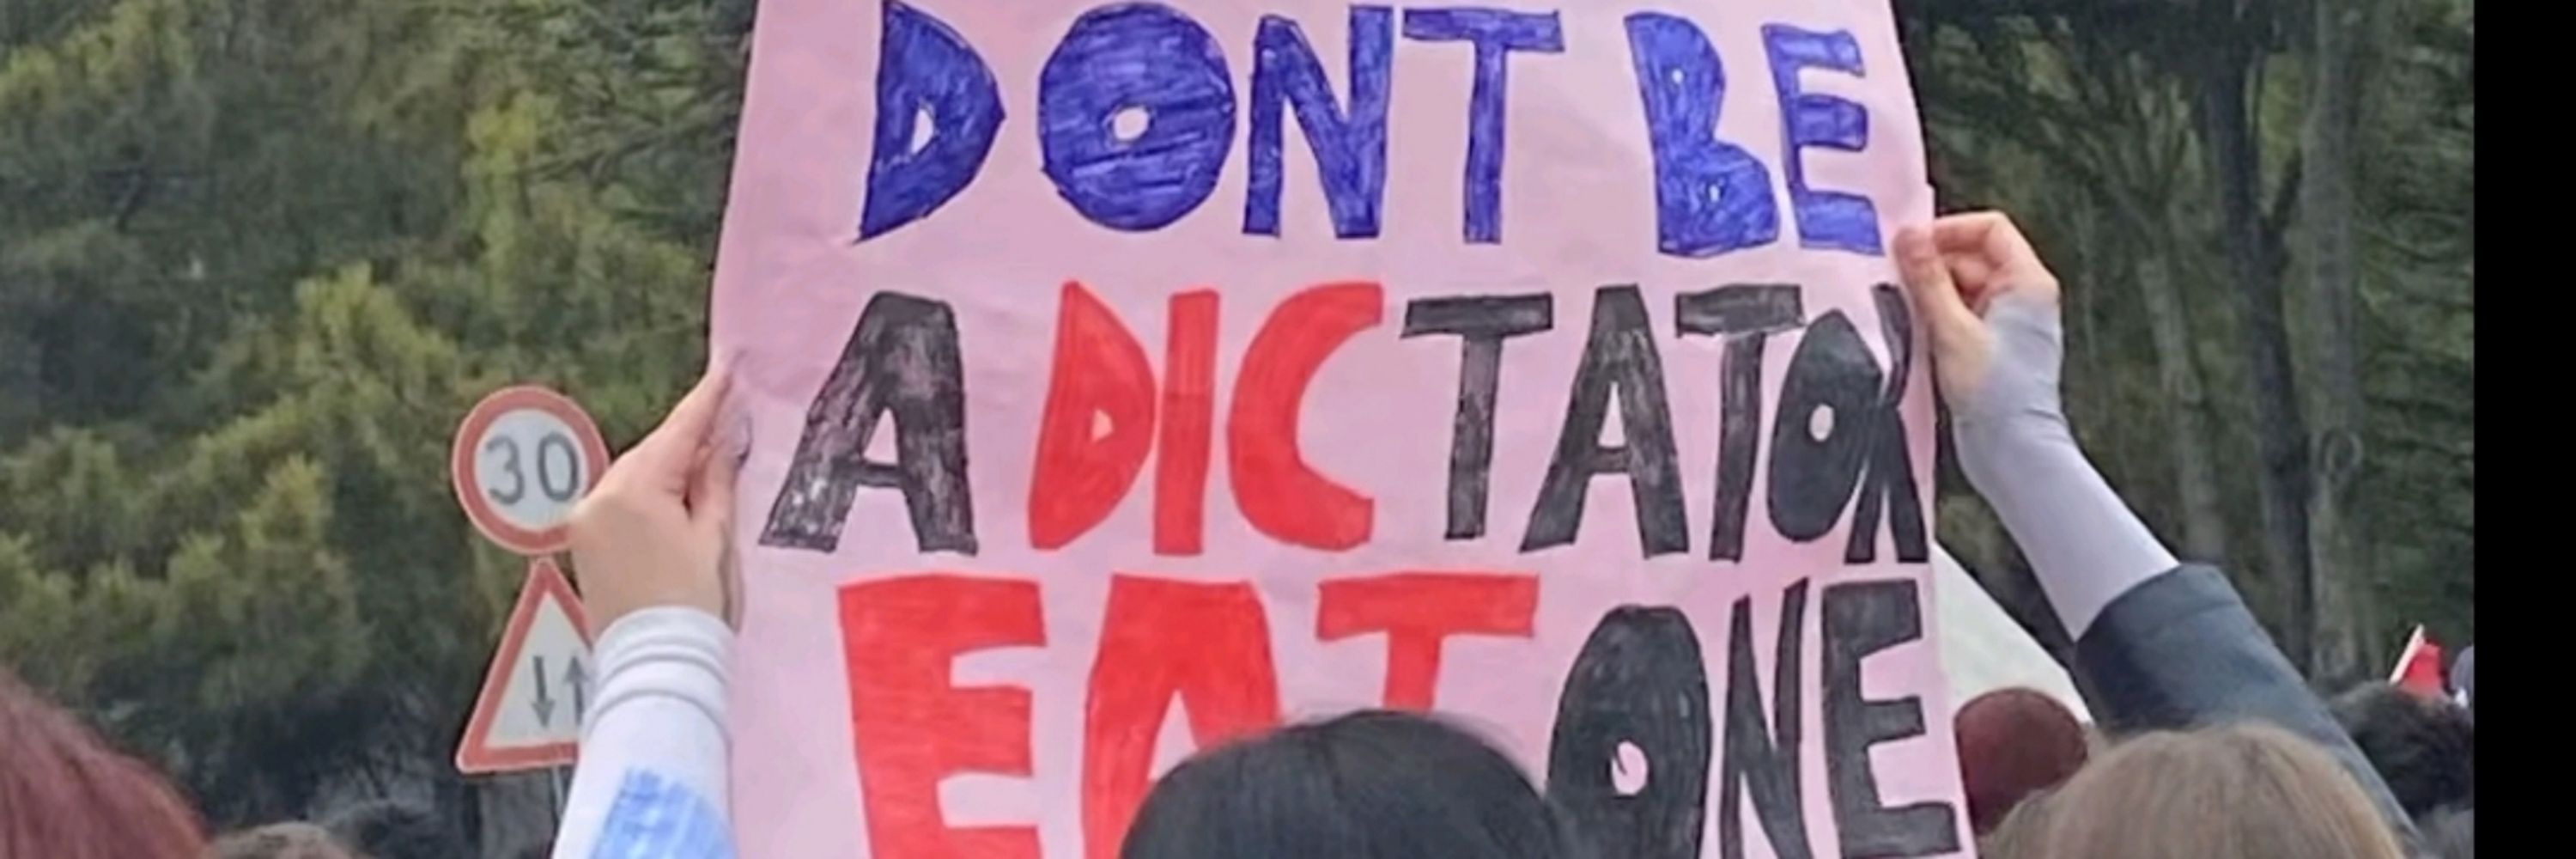 30
DONT BE
A DICTATOR
EAT ONE